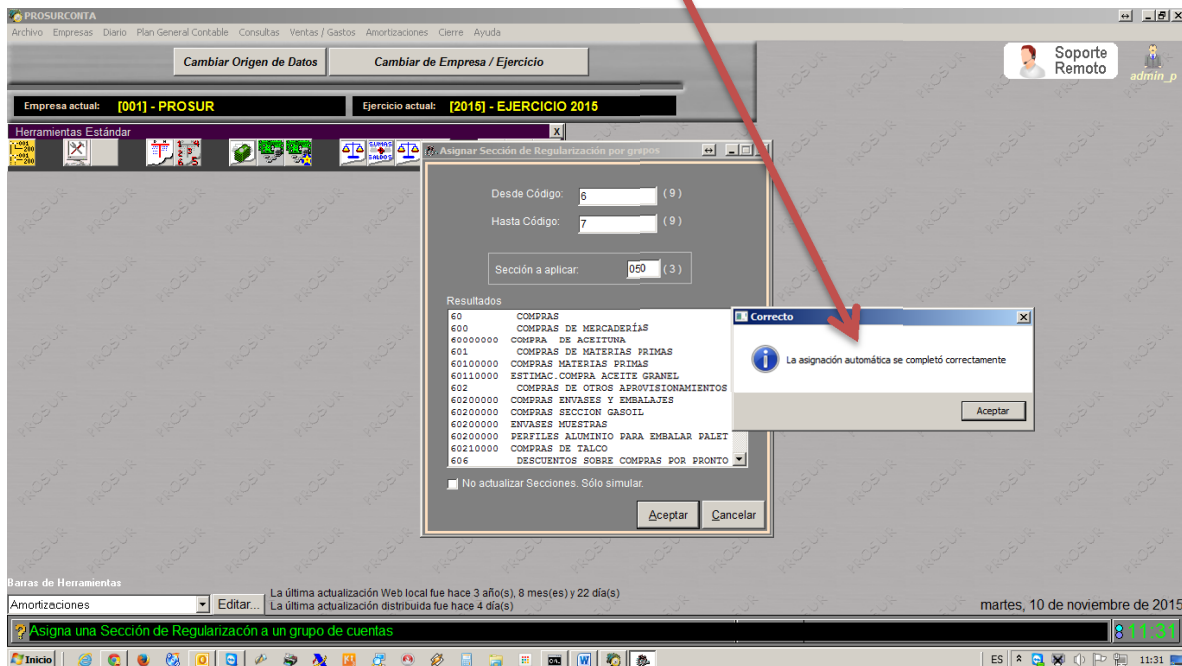 PROSURCONTA
Archivo Empresas Diario Plan General Contable Consultas Ventas / Gastos Amortizaciones Cierre Ayuda
Cambiar Origen de Datos
Cambiar de Empresa / Ejercicio
Soporte Remoto
admin_p
Empresa actual: [001] - PROSUR
Ejercicio actual: [2015] - EJERCICIO 2015
Herramientas Estándar
SUMAS
SALDOS
Asignar Sección de Regularización por grupos
Desde Código: 6 (9)
Hasta Código: 7 (9)
Sección a aplicar: 050 (3)
Resultados
60 COMPRAS
600 COMPRAS DE MERCADERÍAS
60000000 COMPRA DE ACEITUNA
601 COMPRAS DE MATERIAS PRIMAS
60100000 COMPRAS MATERIAS PRIMAS
60110000 ESTIMAC.COMPRA ACEITE GRANEL
602 COMPRAS DE OTROS APROVISIONAMIENTOS
60200000 COMPRAS ENVASES Y EMBALAJES
60200000 COMPRAS SECCION GASOIL
60200000 ENVASES MUESTRAS
60200000 PERFILES ALUMINIO PARA EMBALAR PALET
60210000 COMPRAS DE TALCO
606 DESCUENTOS SOBRE COMPRAS POR PRONTO
No actualizar Secciones. Sólo simular.
Aceptar Cancelar
Correcto
La asignación automática se completó correctamente
Aceptar
Barras de Herramientas
Amortizaciones
Editar...
La última actualización Web local fue hace 3 año(s), 8 mes(es) y 22 día(s)
La última actualización distribuida fue hace 4 día(s)
martes, 10 de noviembre de 2015
Asigna una Sección de Regularizacón a un grupo de cuentas
11:31
Inicio
ES
11:31